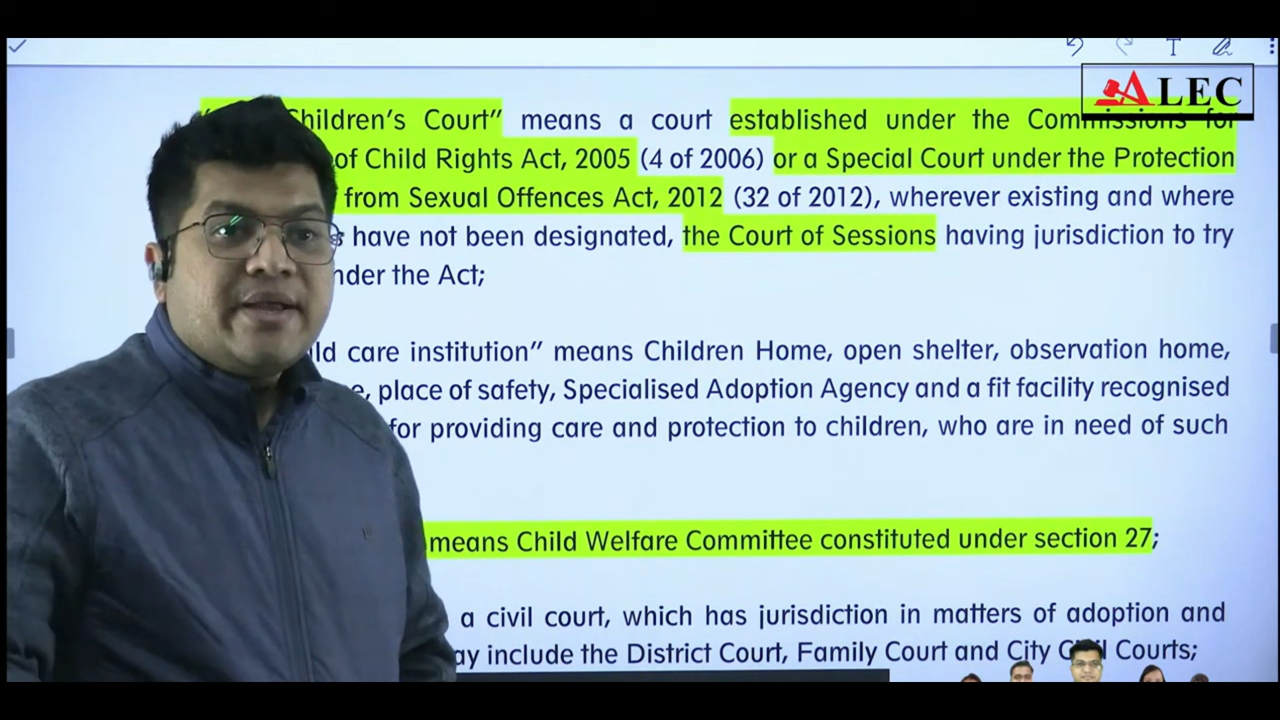 ALEC
Children's Court" means a court established under the Commissions for
of Child Rights Act, 2005 (4 of 2006) or a Special Court under the Protection
from Sexual Offences Act, 2012 (32 of 2012), wherever existing and where
have not been designated, the Court of Sessions having jurisdiction to try
under the Act;
care institution" means Children Home, open shelter, observation home,
place of safety, Specialised Adoption Agency and a fit facility recognised
for providing care and protection to children, who are in need of such
means Child Welfare Committee constituted under section 27;
a civil court, which has jurisdiction in matters of adoption and
include the District Court, Family Court and City Civil Courts;